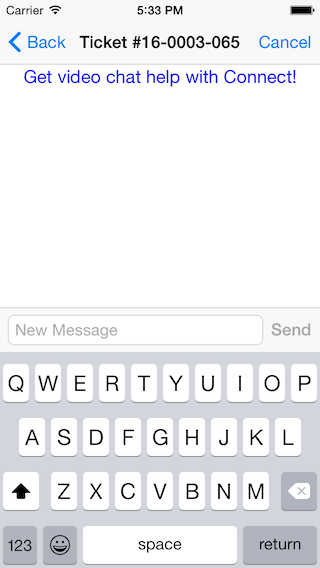 Carrier 5:33 PM
Back Ticket #16-0003-065 Cancel
Get video chat help with Connect!
New Message Send
Q W E R T Y U I O P
A S D F G H J K L
Z X C V B N M
123 space return